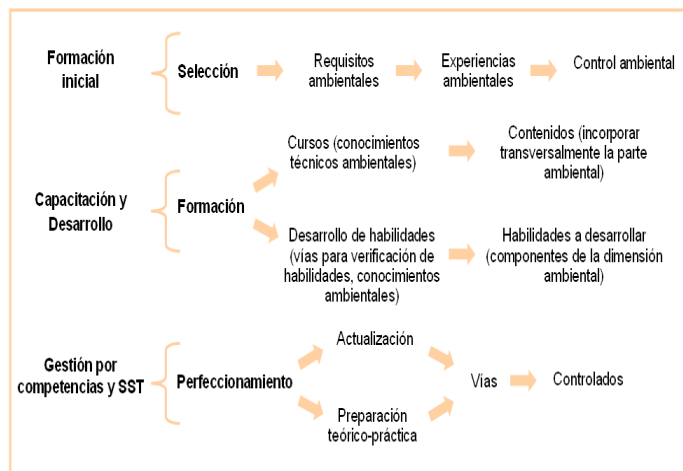 Formación
inicial
Selección
Requisitos
ambientales
Experiencias
ambientales
Control ambiental
Capacitación y
Desarrollo
Formación
Cursos (conocimientos
técnicos ambientales)
Contenidos (incorporar
transversalmente la parte
ambiental)
Desarrollo de habilidades
(vías para verificación de
habilidades, conocimientos
ambientales)
Habilidades a desarrollar
(componentes de la dimensión
ambiental)
Gestión por
competencias y SST
Perfeccionamiento
Actualización
Preparación
teórico-práctica
Vías
Controlados